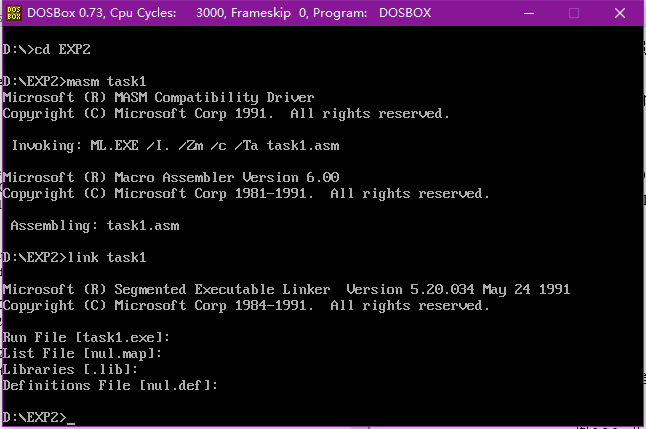 DOS
BOX
DOSBox 0.73, Cpu Cycles: 3000, Frameskip 0, Program: DOSBOX
D:\>cd EXP2
D:\EXP2>masm task1
Microsoft (R) MASM Compatibility Driver
Copyright (C) Microsoft Corp 1991. All rights reserved.
Invoking: ML.EXE /I. /Zm /c /Ta task1.asm
Microsoft (R) Macro Assembler Version 6.00
Copyright (C) Microsoft Corp 1981-1991. All rights reserved.
Assembling: task1.asm
D:\EXP2>link task1
Microsoft (R) Segmented Executable Linker Version 5.20.034 May 24 1991
Copyright (C) Microsoft Corp 1984-1991. All rights reserved.
Run File [task1.exe]:
List File [nul.map]:
Libraries [.lib]:
Definitions File [nul.def]:
D:\EXP2>_